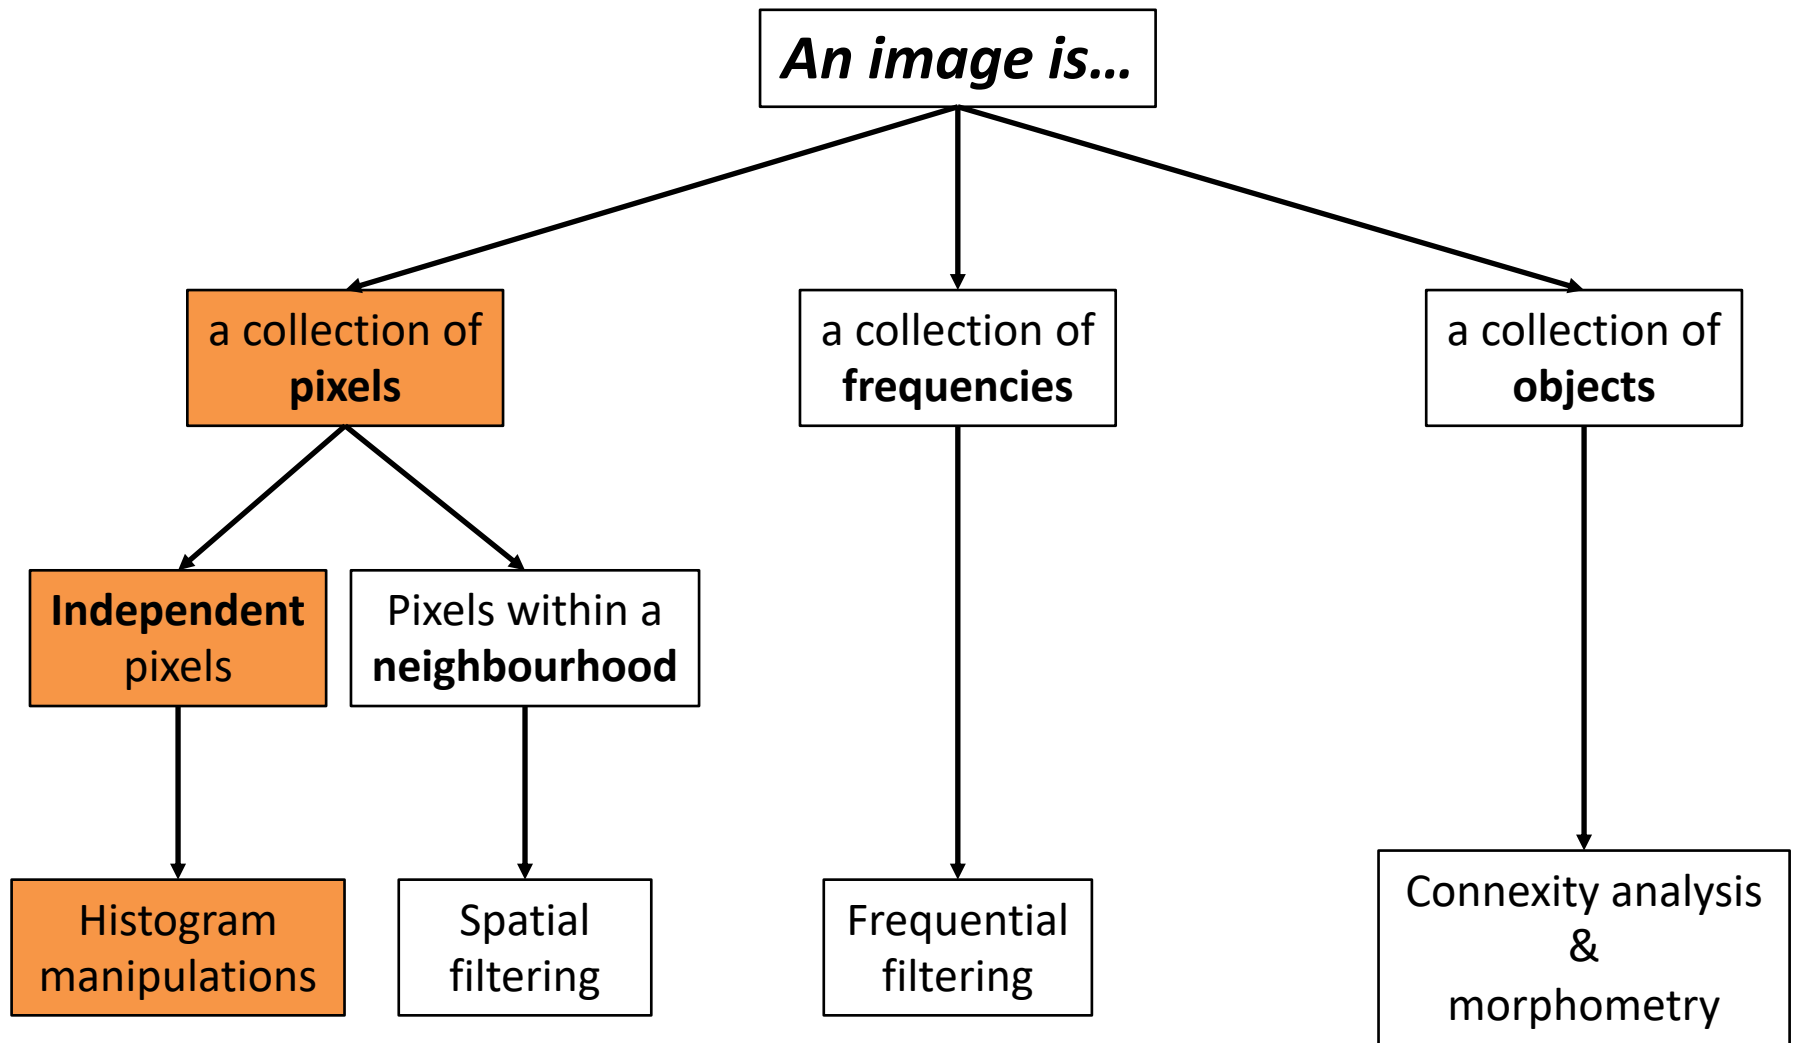 An image is...
a collection of
pixels
a collection of
frequencies
a collection of
objects
Independent
pixels
Pixels within a
neighbourhood
Histogram
manipulations
Spatial
filtering
Frequential
filtering
Connexity analysis
&
morphometry